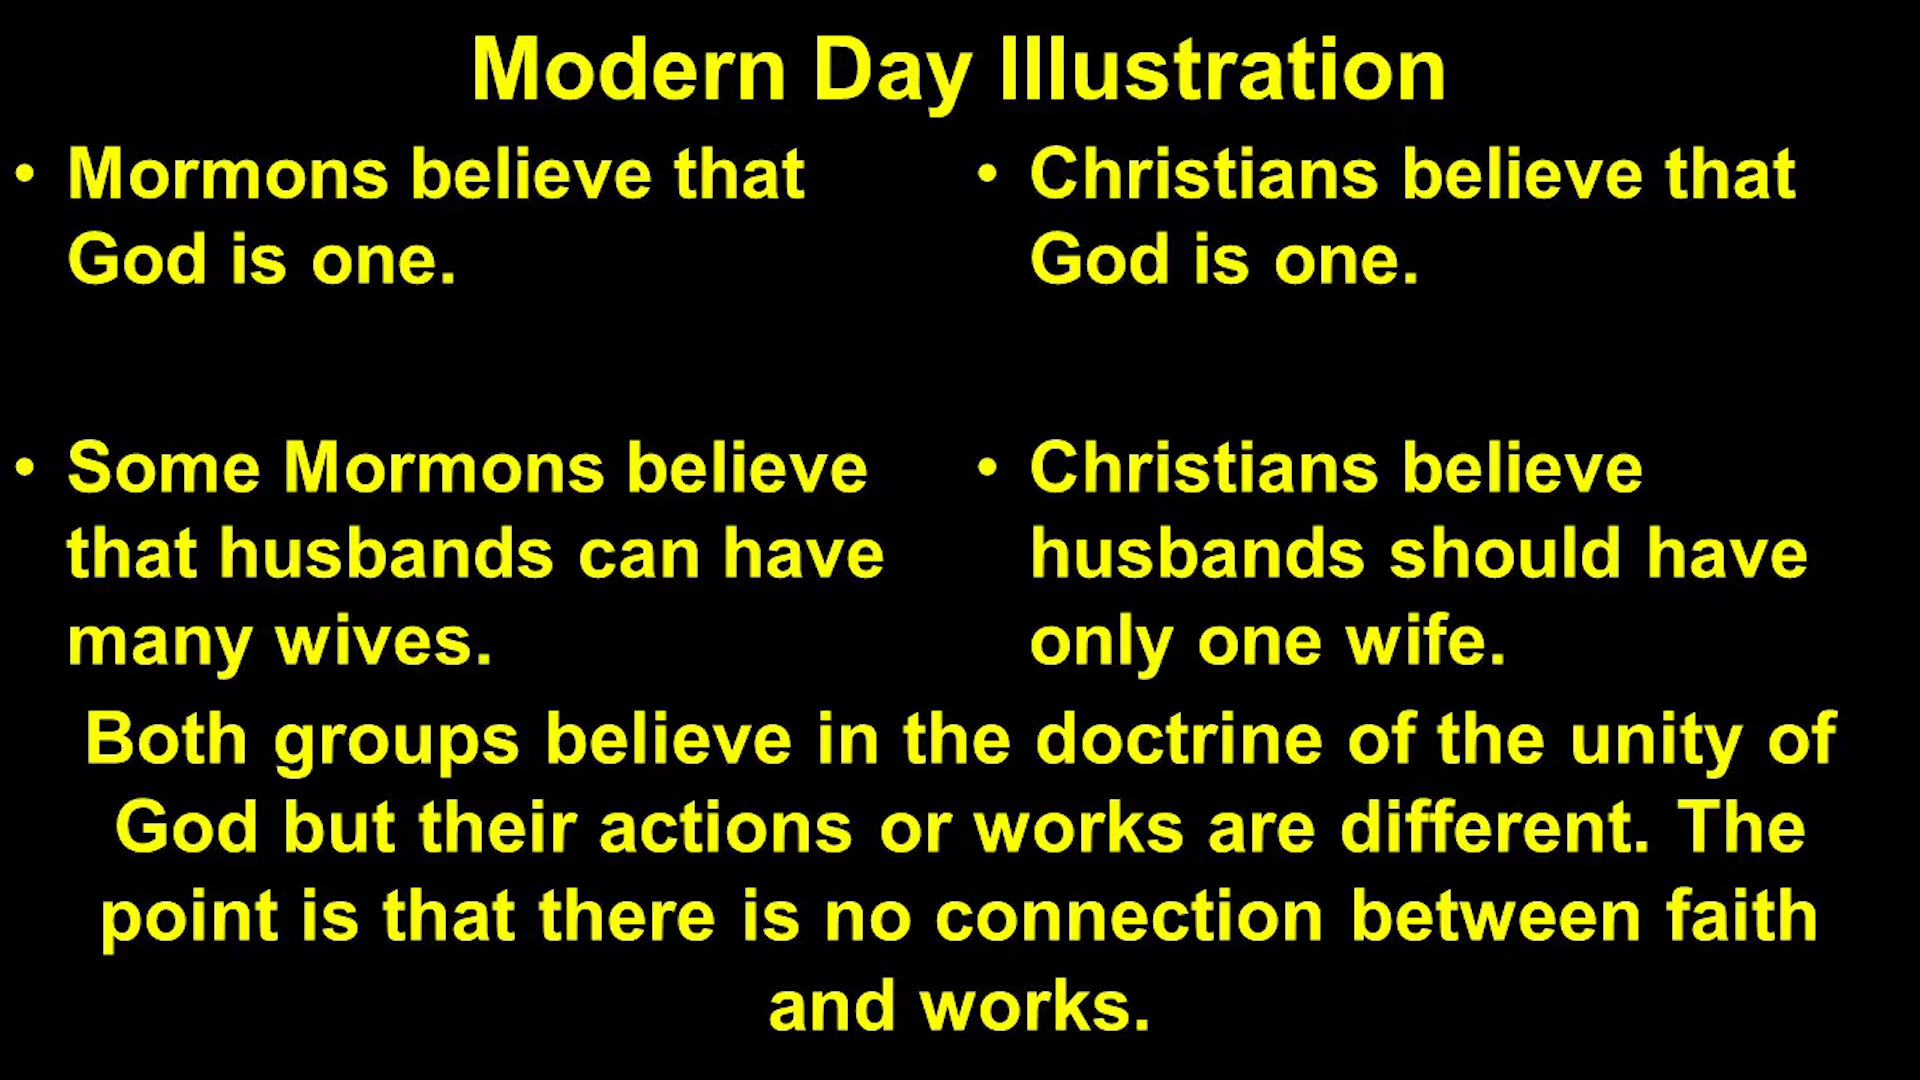 Modern Day Illustration
• Mormons believe that
God is one.
• Some Mormons believe
that husbands can have
many wives.
• Christians believe that
God is one.
• Christians believe
husbands should have
only one wife.
Both groups believe in the doctrine of the unity of
God but their actions or works are different. The
point is that there is no connection between faith
and works.